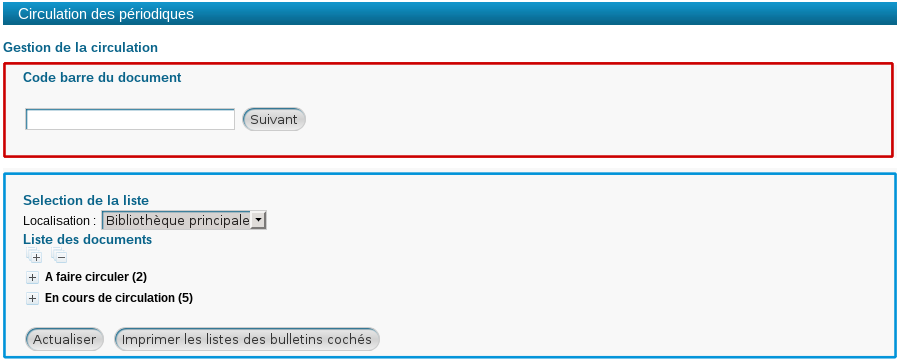 Circulation des périodiques
Gestion de la circulation
Code barre du document
Suivant
Selection de la liste
Localisation : Bibliothèque principale
Liste des documents
A faire circuler (2)
En cours de circulation (5)
Actualiser Imprimer les listes des bulletins cochés